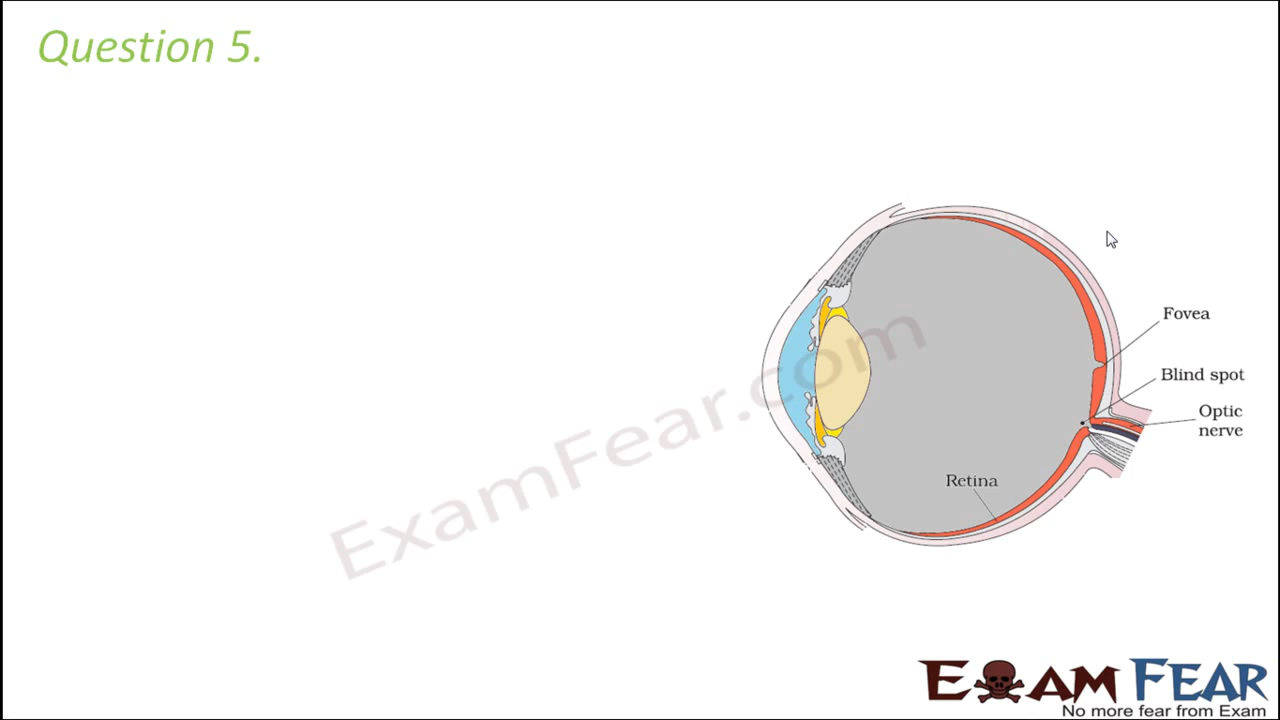 Question 5.
Fovea
Blind spot
Optic
nerve
Retina
ExamFear.com
EXAM FEAR
No more fear from Exam